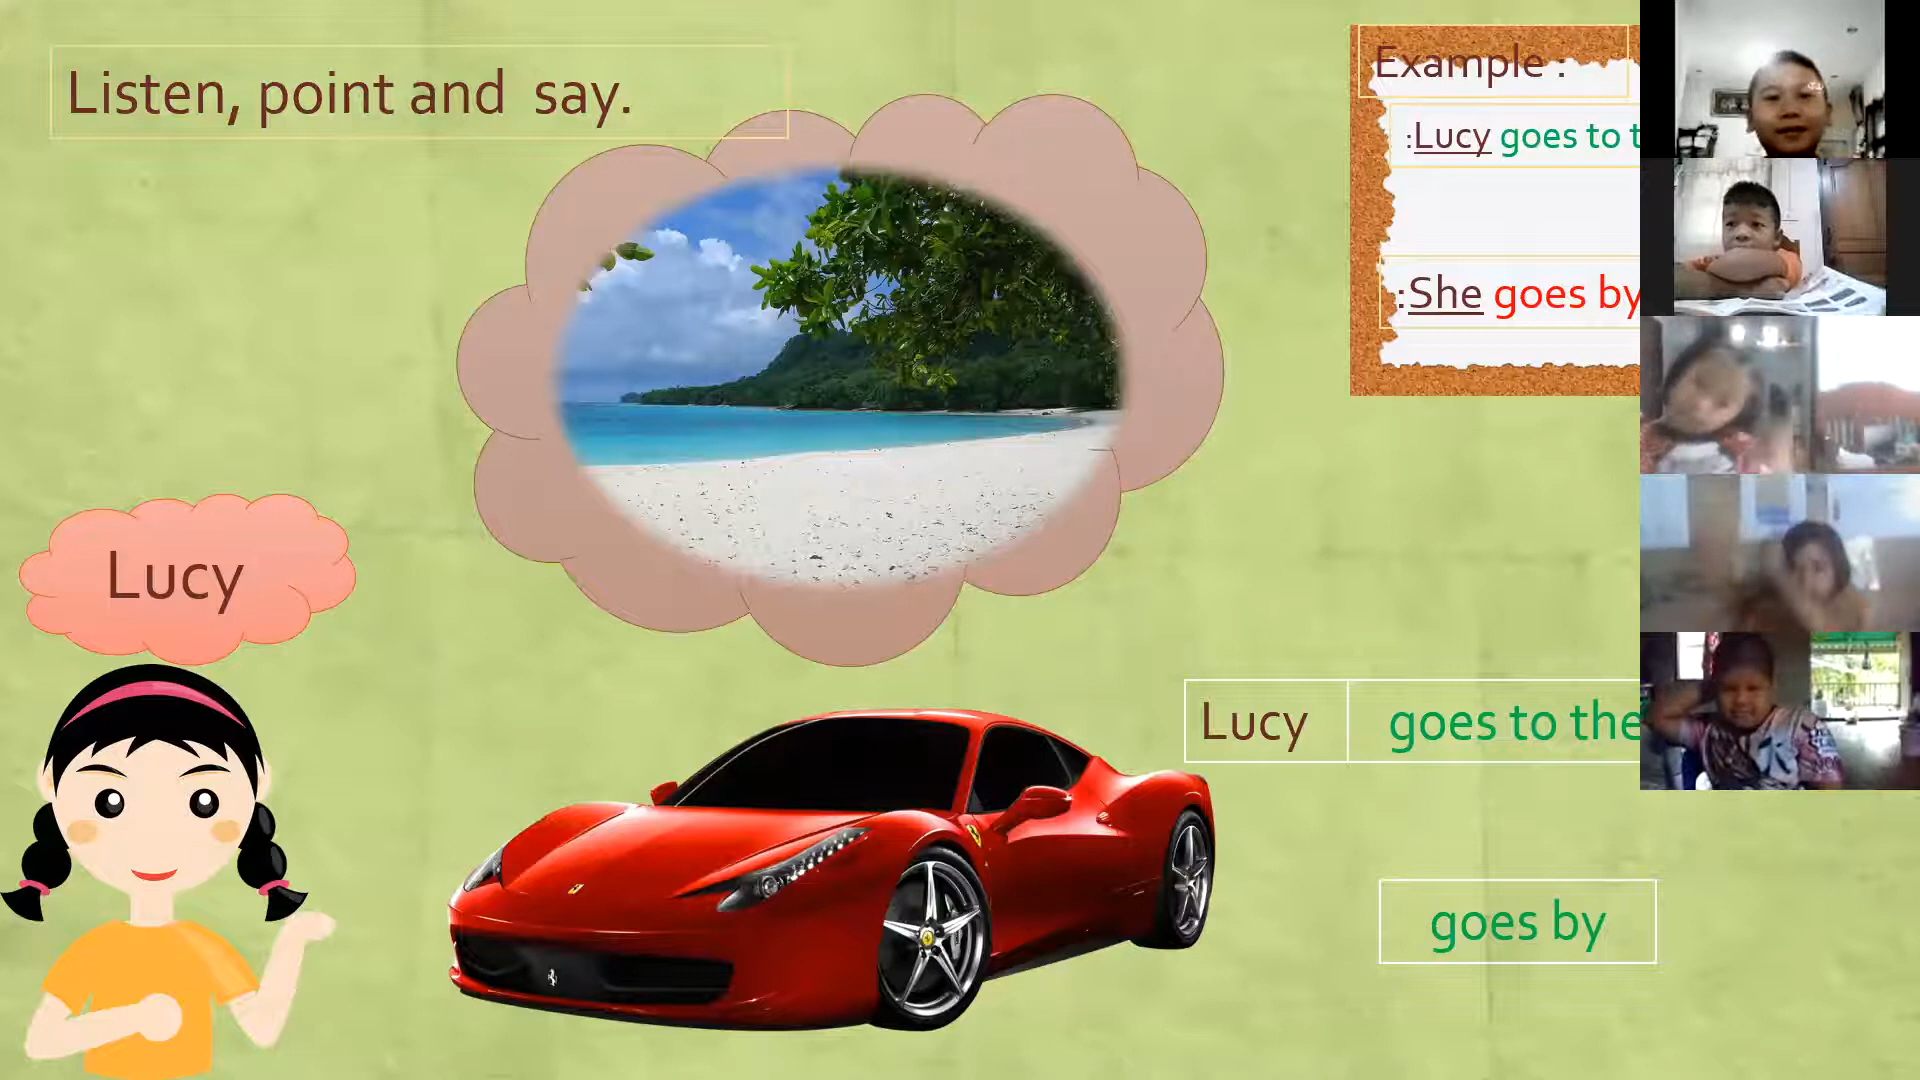 Listen, point and say.
Example :
:Lucy goes to t
:She goes by
Lucy
Lucy goes to the
goes by